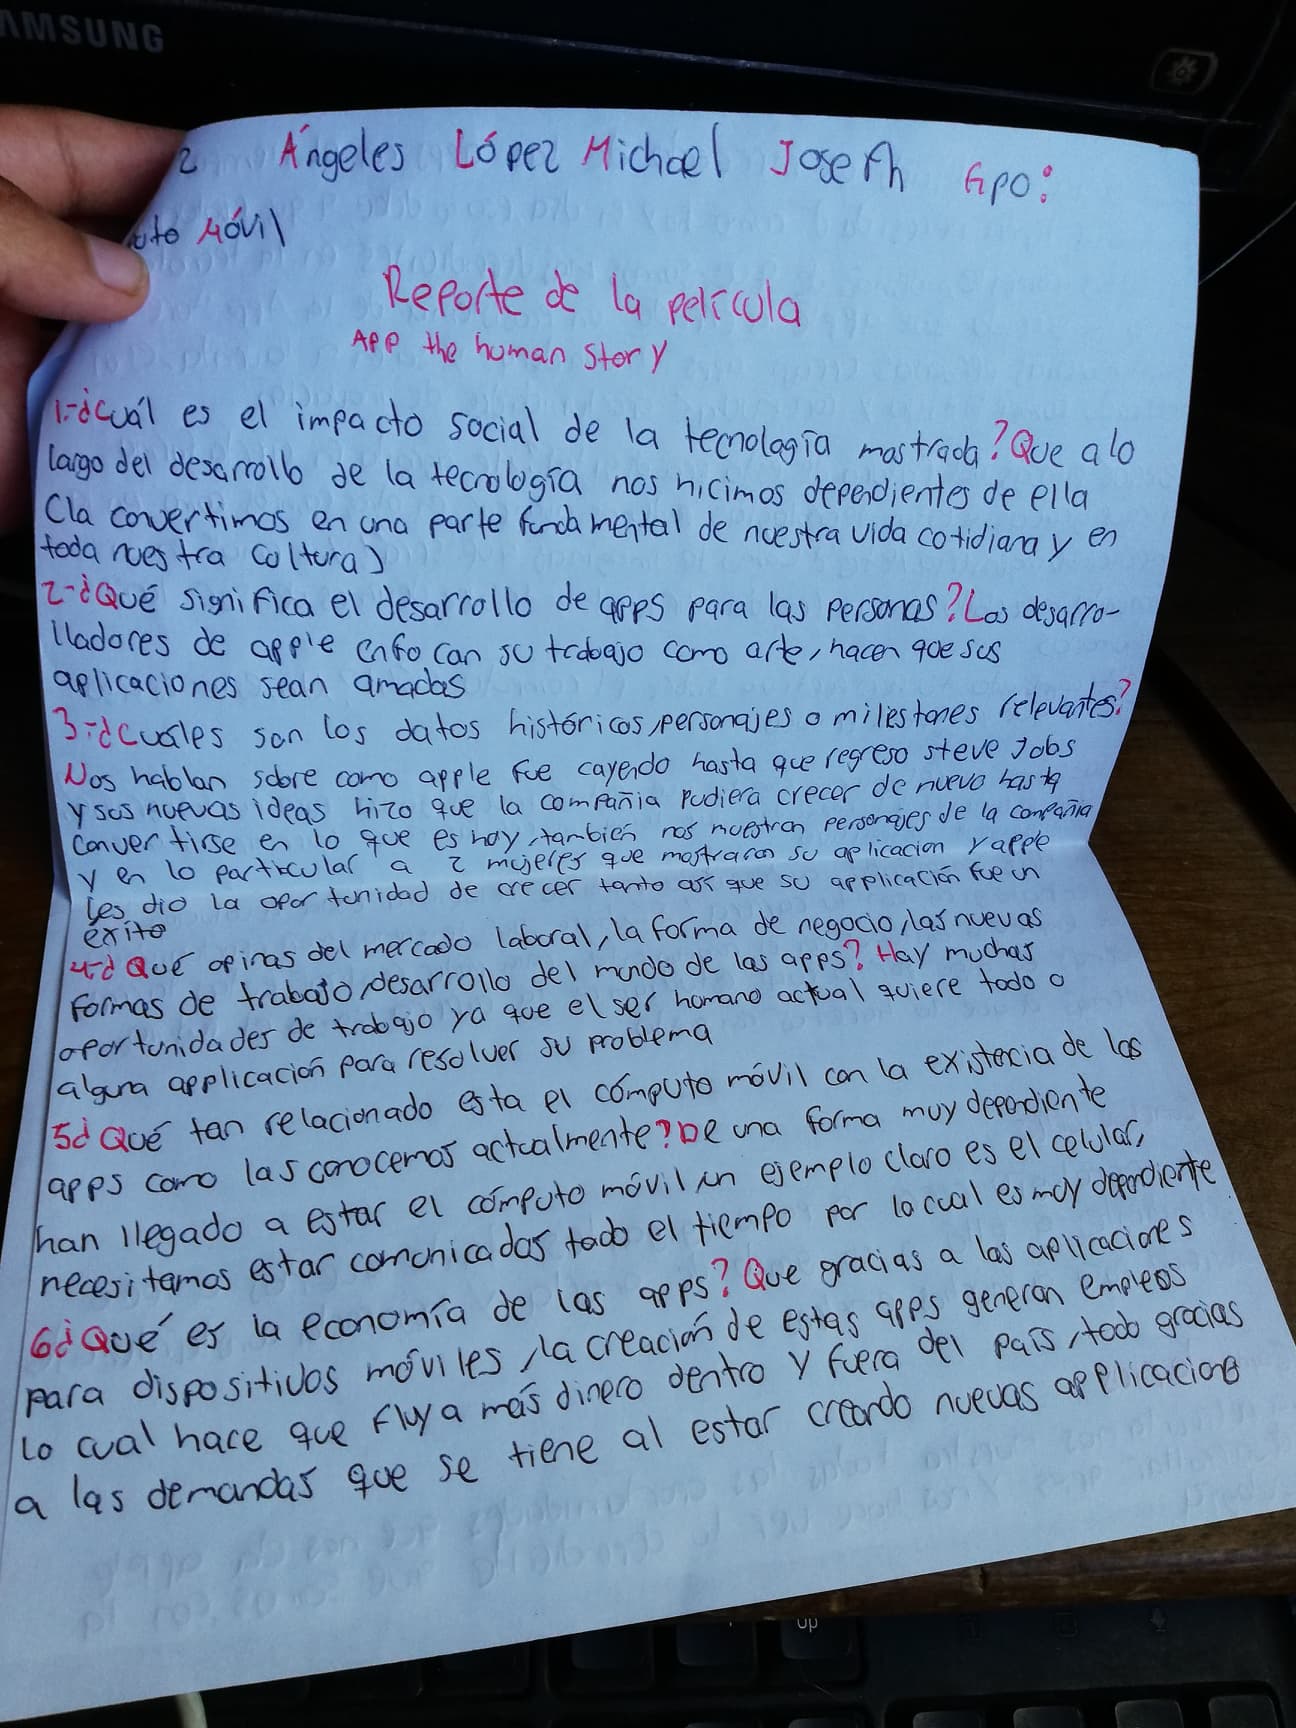 SAMSUNG
2 Ángeles López Michael Joseph Gpo:
uto Móvil
Reporte de la película
App the human story
1.-¿Cuál es el impacto social de la tecnología mostrada? Que a lo
largo del desarrollo de la tecnología nos hicimos dependientes de ella
(la convertimos en una parte fundamental de nuestra vida cotidiana y en
toda nuestra cultura)
2-¿Qué significa el desarrollo de apps para las personas? Los desarro-
lladores de apple enfocan su trabajo como arte, hacen que sus
aplicaciones sean amadas
3-¿Cuáles son los datos históricos, personajes o milestones relevantes?
Nos hablan sobre como apple fue cayendo hasta que regreso steve Jobs
y sus nuevas ideas hizo que la compañia pudiera crecer de nuevo hasta
convertirse en lo que es hoy, también nos muestran personajes de la compañia
y en lo particular a 2 mujeres que mostraron su aplicacion y apple
les dio la oportunidad de crecer tanto así que su applicación fue un
éxito
4-¿Qué opinas del mercado laboral, la forma de negocio, las nuevas
formas de trabajo, desarrollo del mundo de las apps? Hay muchas
oportunidades de trabajo ya que el ser humano actual quiere todo o
alguna applicación para resolver su problema
5¿Qué tan relacionado esta el cómputo móvil con la existencia de las
apps como las conocemos actualmente? De una forma muy dependiente
han llegado a estar el cómputo móvil un ejemplo claro es el celular,
necesitamos estar comunicados todo el tiempo por lo cual es muy dependiente
6¿Qué es la economía de las apps? Que gracias a las aplicaciones
para dispositivos móviles, la creación de estas apps generan empleos
lo cual hace que fluya más dinero dentro y fuera del país, todo gracias
a las demandas que se tiene al estar creando nuevas applicaciones
up